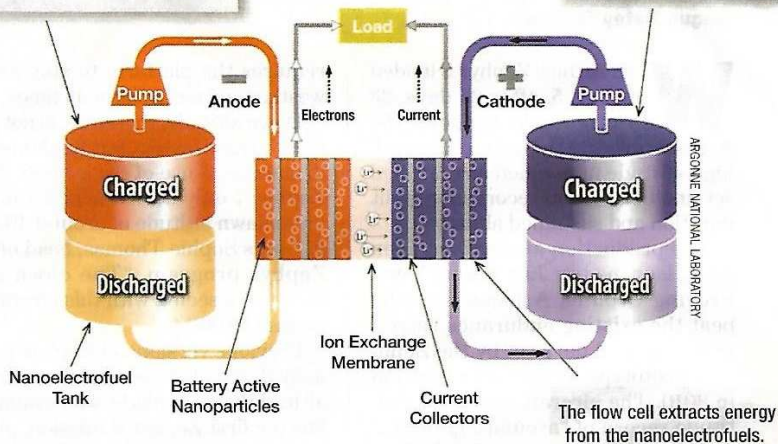 Load
Pump
−
Anode
Electrons
Current
+
Cathode
Pump
Charged
Discharged
Li+
Li+
Li+
Li+
Li+
Charged
Discharged
ARGONNE NATIONAL LABORATORY
Nanoelectrofuel
Tank
Battery Active
Nanoparticles
Ion Exchange
Membrane
Current
Collectors
The flow cell extracts energy
from the nanoelectrofuels.